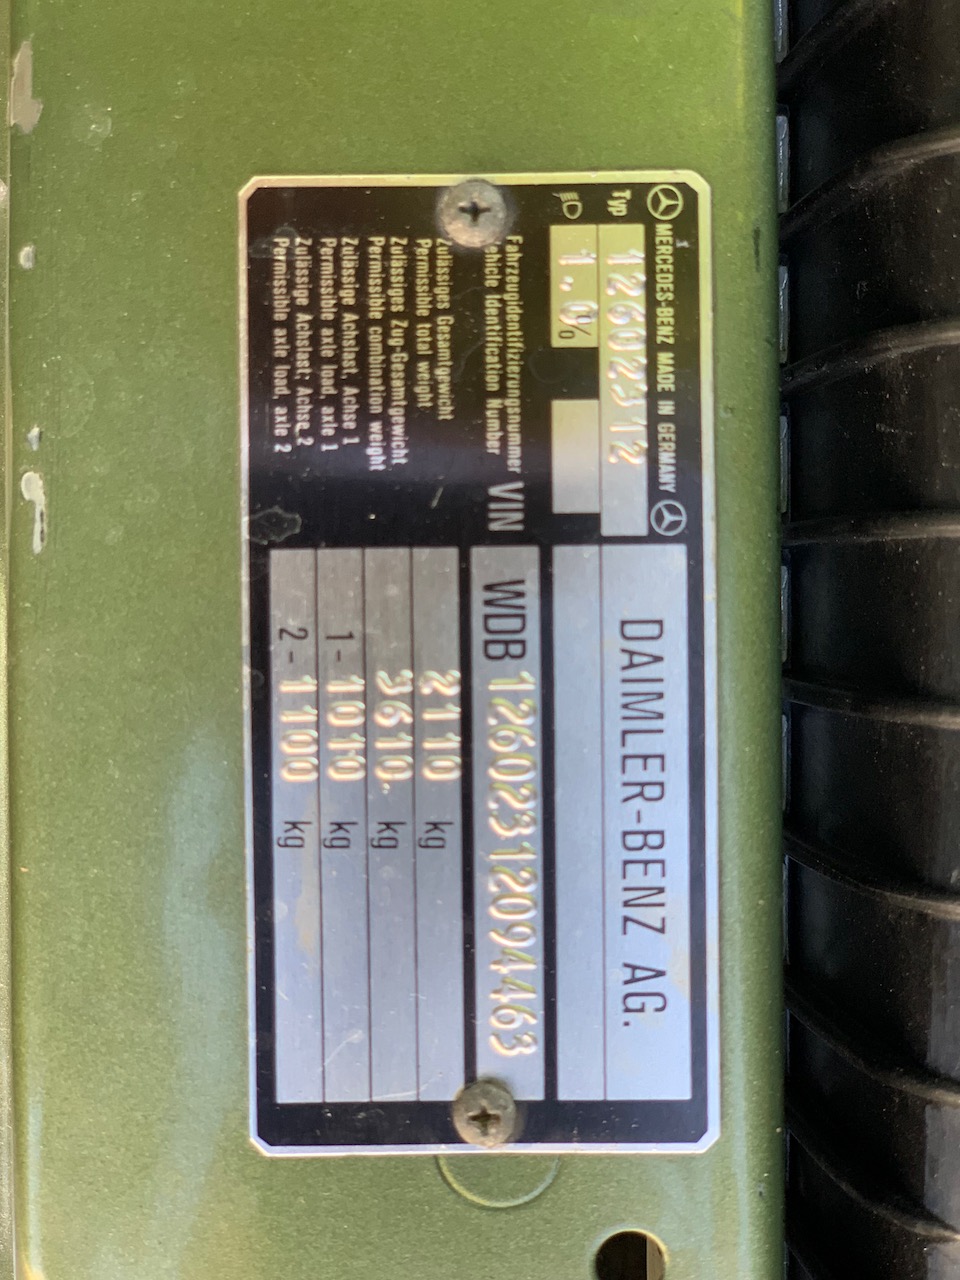 MERCEDES-BENZ MADE IN GERMANY
Typ 12602312
1.0%
DAIMLER-BENZ AG.
Fahrzeugidentifizierungsnummer
Vehicle Identification Number
VIN WDB 12602312094463
Zulässiges Gesamtgewicht
Permissible total weight
2110 kg
Zulässiges Zug-Gesamtgewicht
Permissible combination weight
3610 kg
Zulässige Achslast, Achse 1
Permissible axle load, axle 1
1- 1010 kg
Zulässige Achslast, Achse 2
Permissible axle load, axle 2
2- 1100 kg